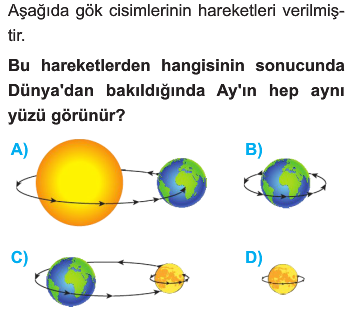 Aşağıda gök cisimlerinin hareketleri verilmiş-
tir.
Bu hareketlerden hangisinin sonucunda
Dünya'dan bakıldığında Ay'ın hep aynı
yüzü görünür?
A)
B)
C)
D)